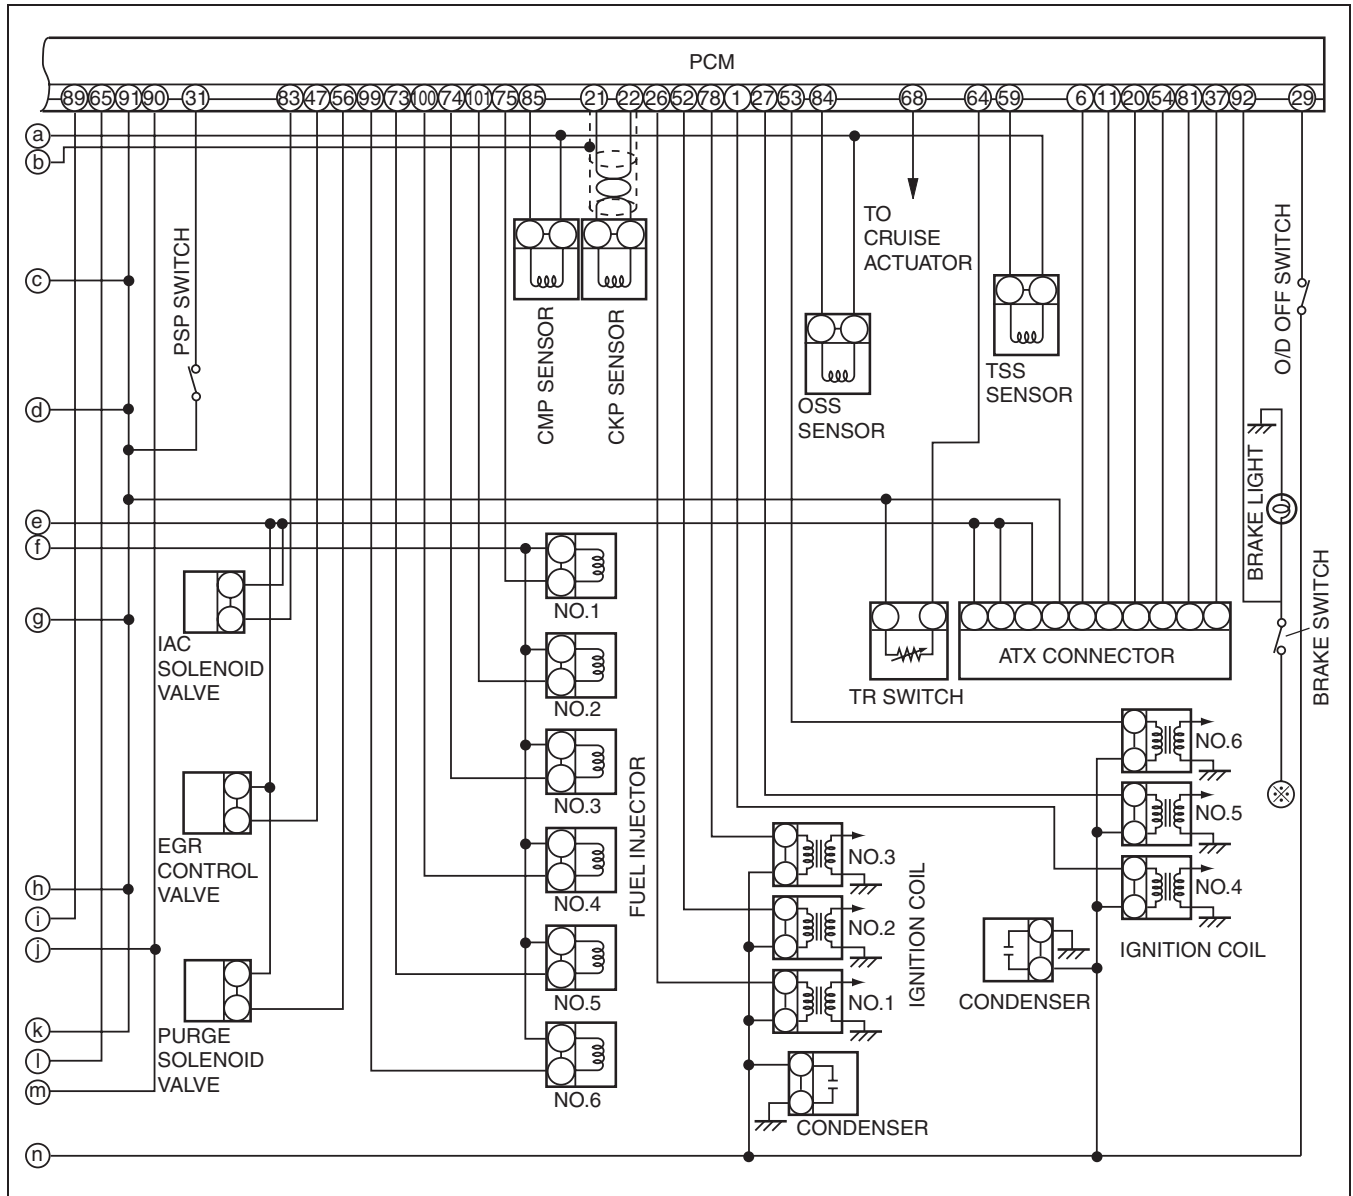 PCM
89 65 91 90 31 83 47 56 99 73 100 74 101 75 85 21 22 26 52 78 1 27 53 84 68 64 59 6 11 20 54 81 37 92 29
a
b
c
d
e
f
g
h
i
j
k
l
m
n
PSP SWITCH
CMP SENSOR
CKP SENSOR
TO
CRUISE
ACTUATOR
OSS
SENSOR
TSS
SENSOR
O/D OFF SWITCH
BRAKE LIGHT
BRAKE SWITCH
※
IAC
SOLENOID
VALVE
EGR
CONTROL
VALVE
PURGE
SOLENOID
VALVE
NO.1
NO.2
NO.3
NO.4
NO.5
NO.6
FUEL INJECTOR
TR SWITCH
ATX CONNECTOR
NO.3
NO.2
NO.1
IGNITION COIL
CONDENSER
NO.6
NO.5
NO.4
IGNITION COIL
CONDENSER